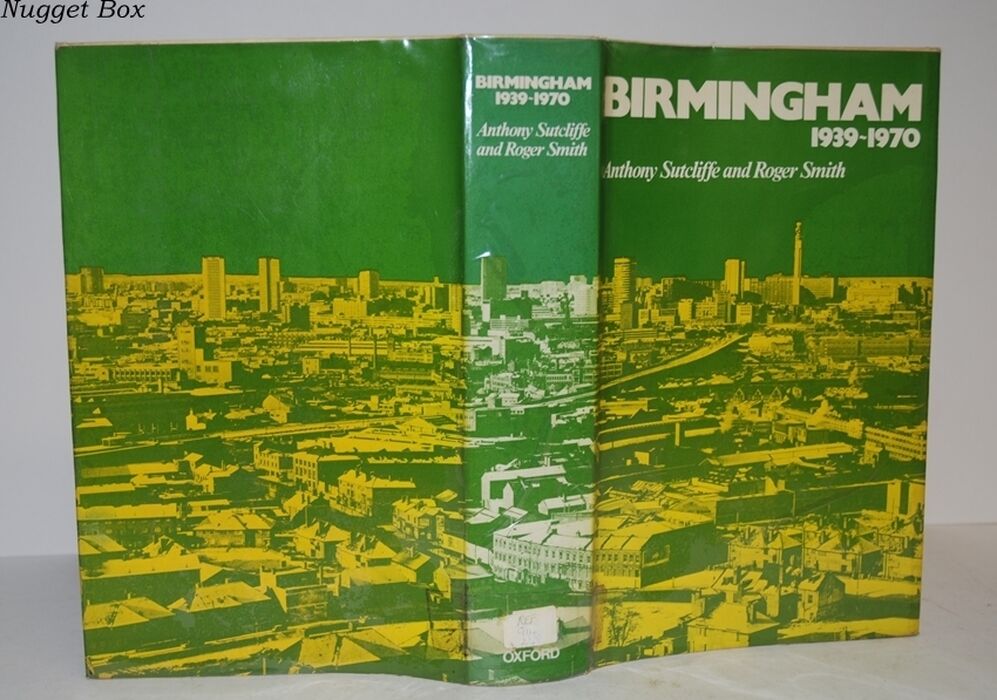 Nugget Box
BIRMINGHAM
1939-1970
Anthony Sutcliffe
and Roger Smith
REF
OXFORD
BIRMINGHAM
1939-1970
Anthony Sutcliffe and Roger Smith